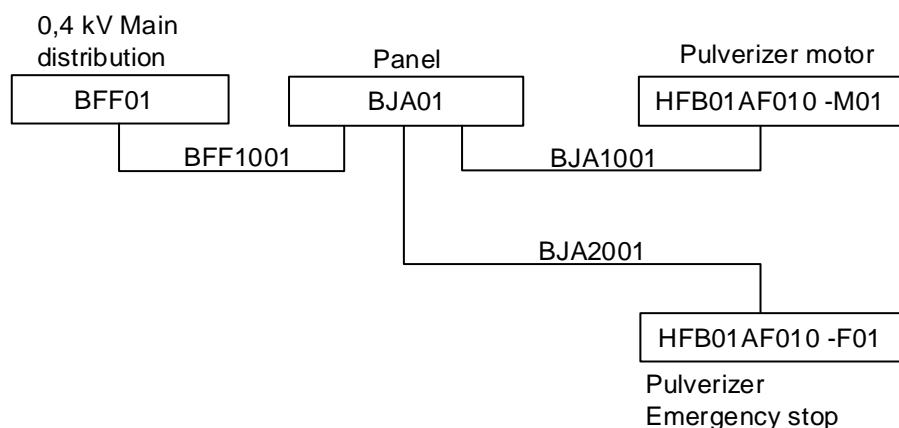 0,4 kV Main
distribution
Panel
Pulverizer motor
BFF01
BJA01
HFB01AF010 -M01
BFF1001
BJA1001
BJA2001
HFB01AF010 -F01
Pulverizer
Emergency stop